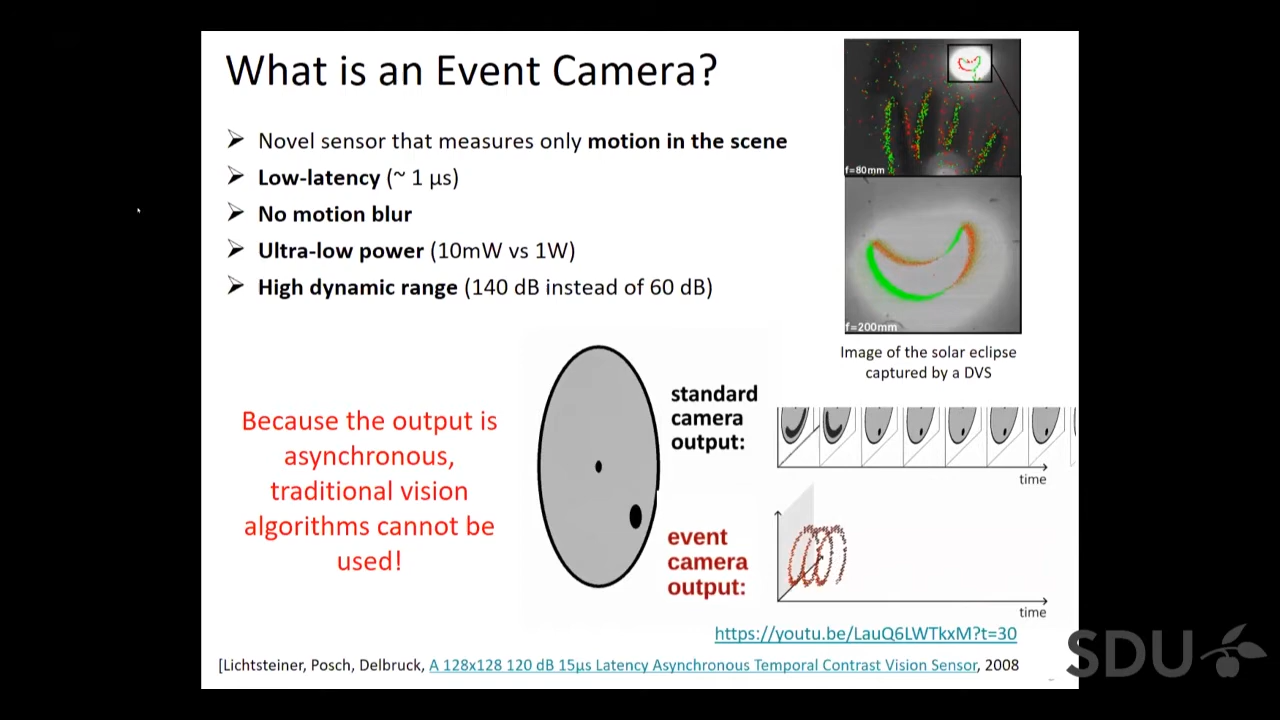 What is an Event Camera?
Novel sensor that measures only motion in the scene
Low-latency (~ 1 μs)
No motion blur
Ultra-low power (10mW vs 1W)
High dynamic range (140 dB instead of 60 dB)
f=80mm
f=200mm
Image of the solar eclipse
captured by a DVS
Because the output is
asynchronous,
traditional vision
algorithms cannot be
used!
standard
camera
output:
time
event
camera
output:
time
https://youtu.be/LauQ6LWTkxM?t=30
[Lichtsteiner, Posch, Delbruck, A 128x128 120 dB 15μs Latency Asynchronous Temporal Contrast Vision Sensor, 2008
SDU